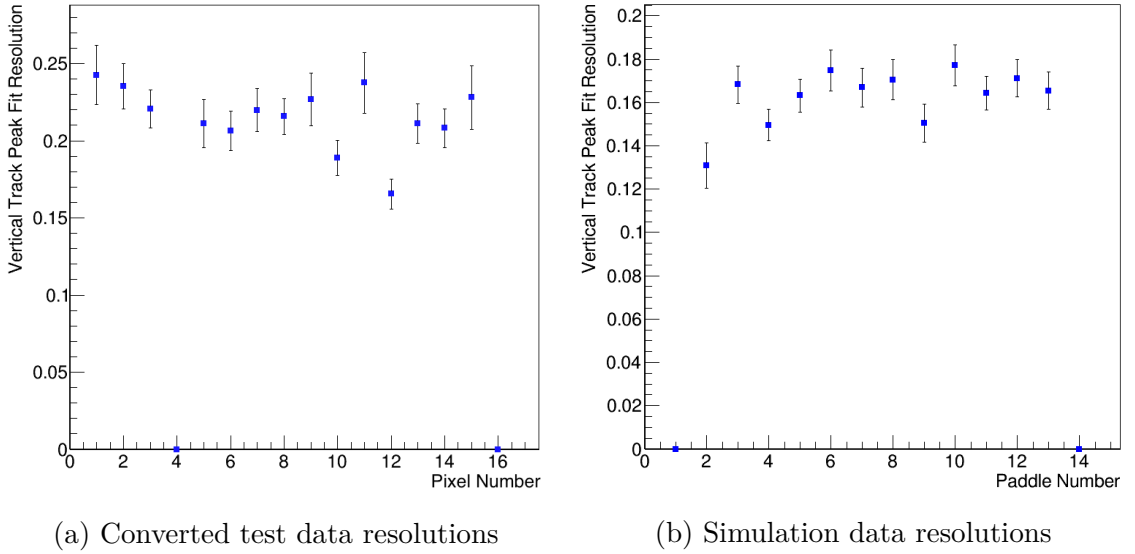 Vertical Track Peak Fit Resolution
0.25
0.2
0.15
0.1
0.05
0
0 2 4 6 8 10 12 14 16
Pixel Number
(a) Converted test data resolutions
Vertical Track Peak Fit Resolution
0.2
0.18
0.16
0.14
0.12
0.1
0.08
0.06
0.04
0.02
0
0 2 4 6 8 10 12 14
Paddle Number
(b) Simulation data resolutions